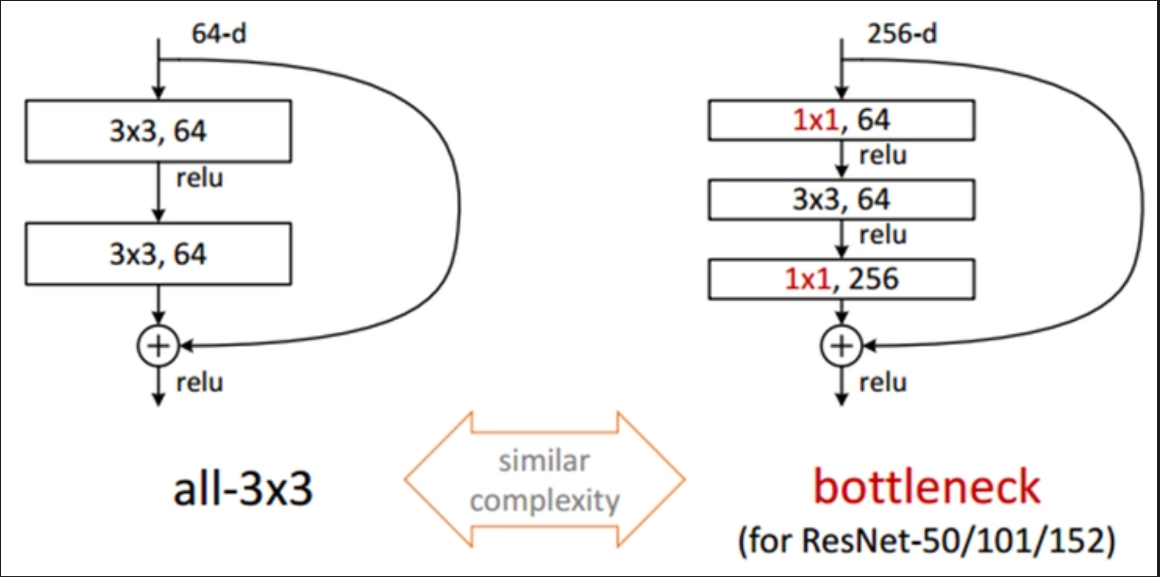 64-d
3x3, 64
relu
3x3, 64
relu
all-3x3
similar
complexity
256-d
1x1, 64
relu
3x3, 64
relu
1x1, 256
relu
bottleneck
(for ResNet-50/101/152)